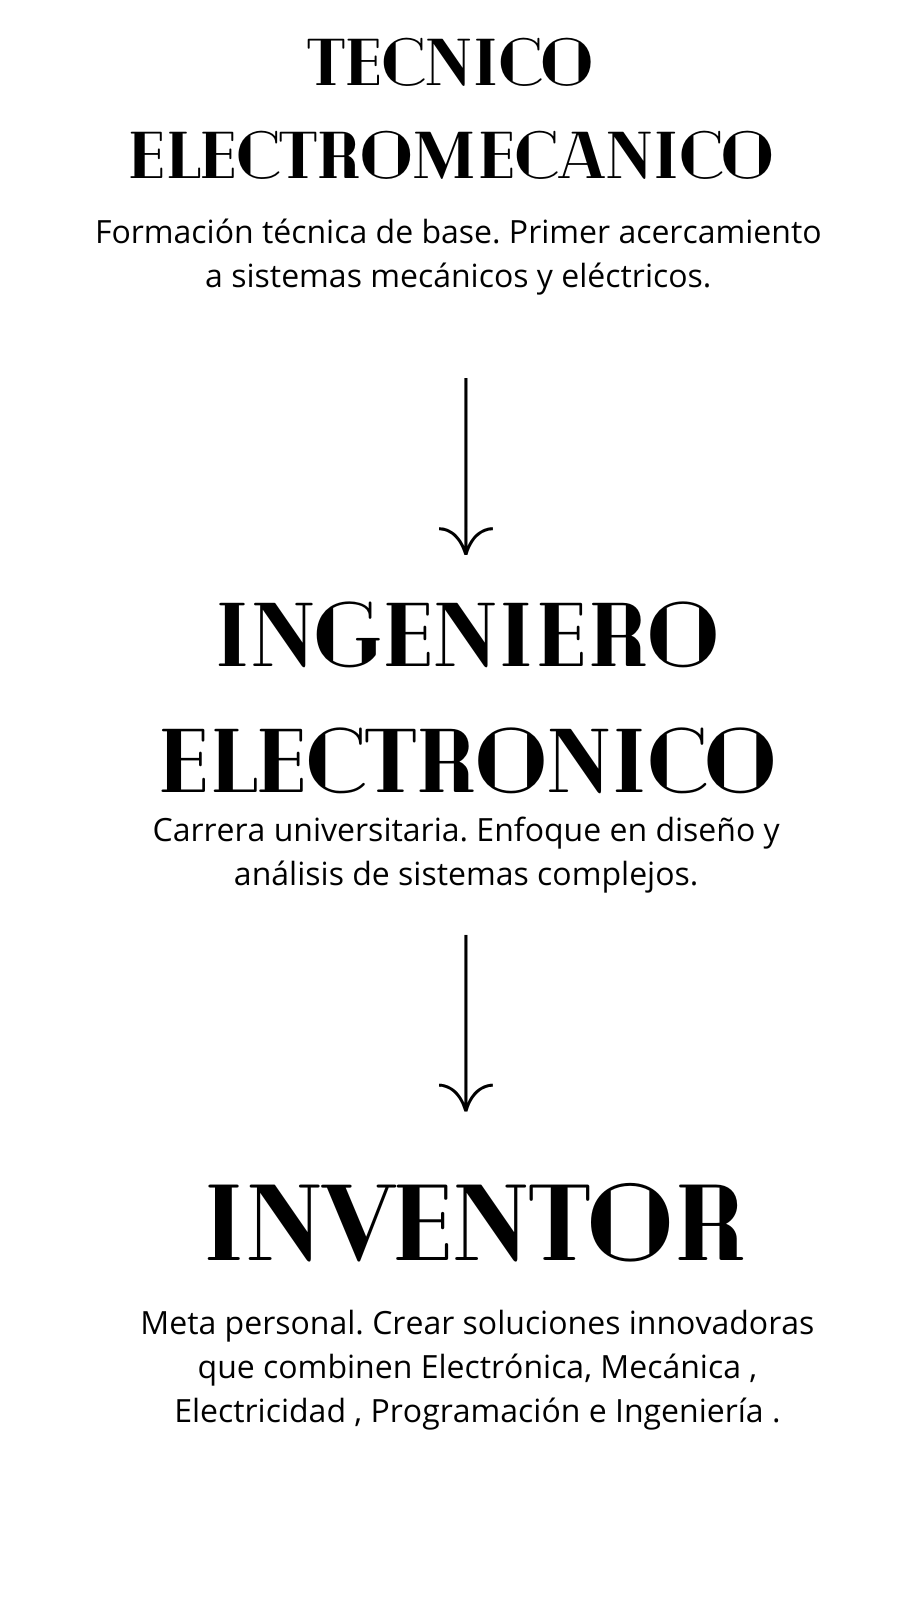 TECNICO
ELECTROMECANICO
Formación técnica de base. Primer acercamiento
a sistemas mecánicos y eléctricos.
INGENIERO
ELECTRONICO
Carrera universitaria. Enfoque en diseño y
análisis de sistemas complejos.
INVENTOR
Meta personal. Crear soluciones innovadoras
que combinen Electrónica, Mecánica ,
Electricidad , Programación e Ingeniería .